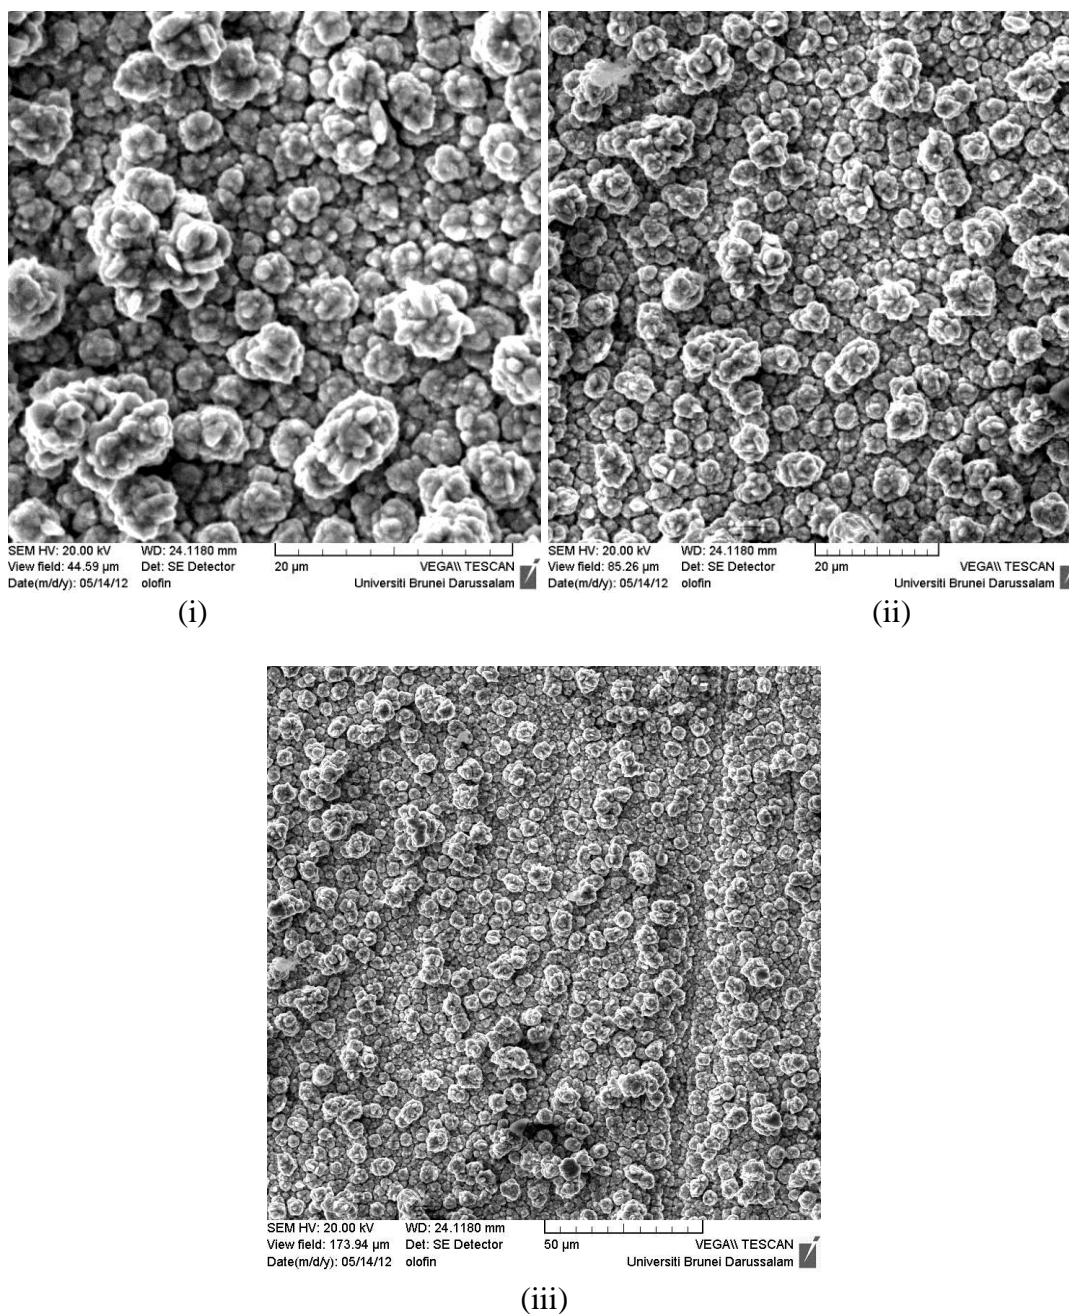 SEM HV: 20.00 kV WD: 24.1180 mm
View field: 44.59 µm Det: SE Detector 20 µm VEGA\\ TESCAN
Date(m/d/y): 05/14/12 olofin Universiti Brunei Darussalam
(i)
SEM HV: 20.00 kV WD: 24.1180 mm
View field: 85.26 µm Det: SE Detector 20 µm VEGA\\ TESCAN
Date(m/d/y): 05/14/12 olofin Universiti Brunei Darussalam
(ii)
SEM HV: 20.00 kV WD: 24.1180 mm
View field: 173.94 µm Det: SE Detector 50 µm VEGA\\ TESCAN
Date(m/d/y): 05/14/12 olofin Universiti Brunei Darussalam
(iii)